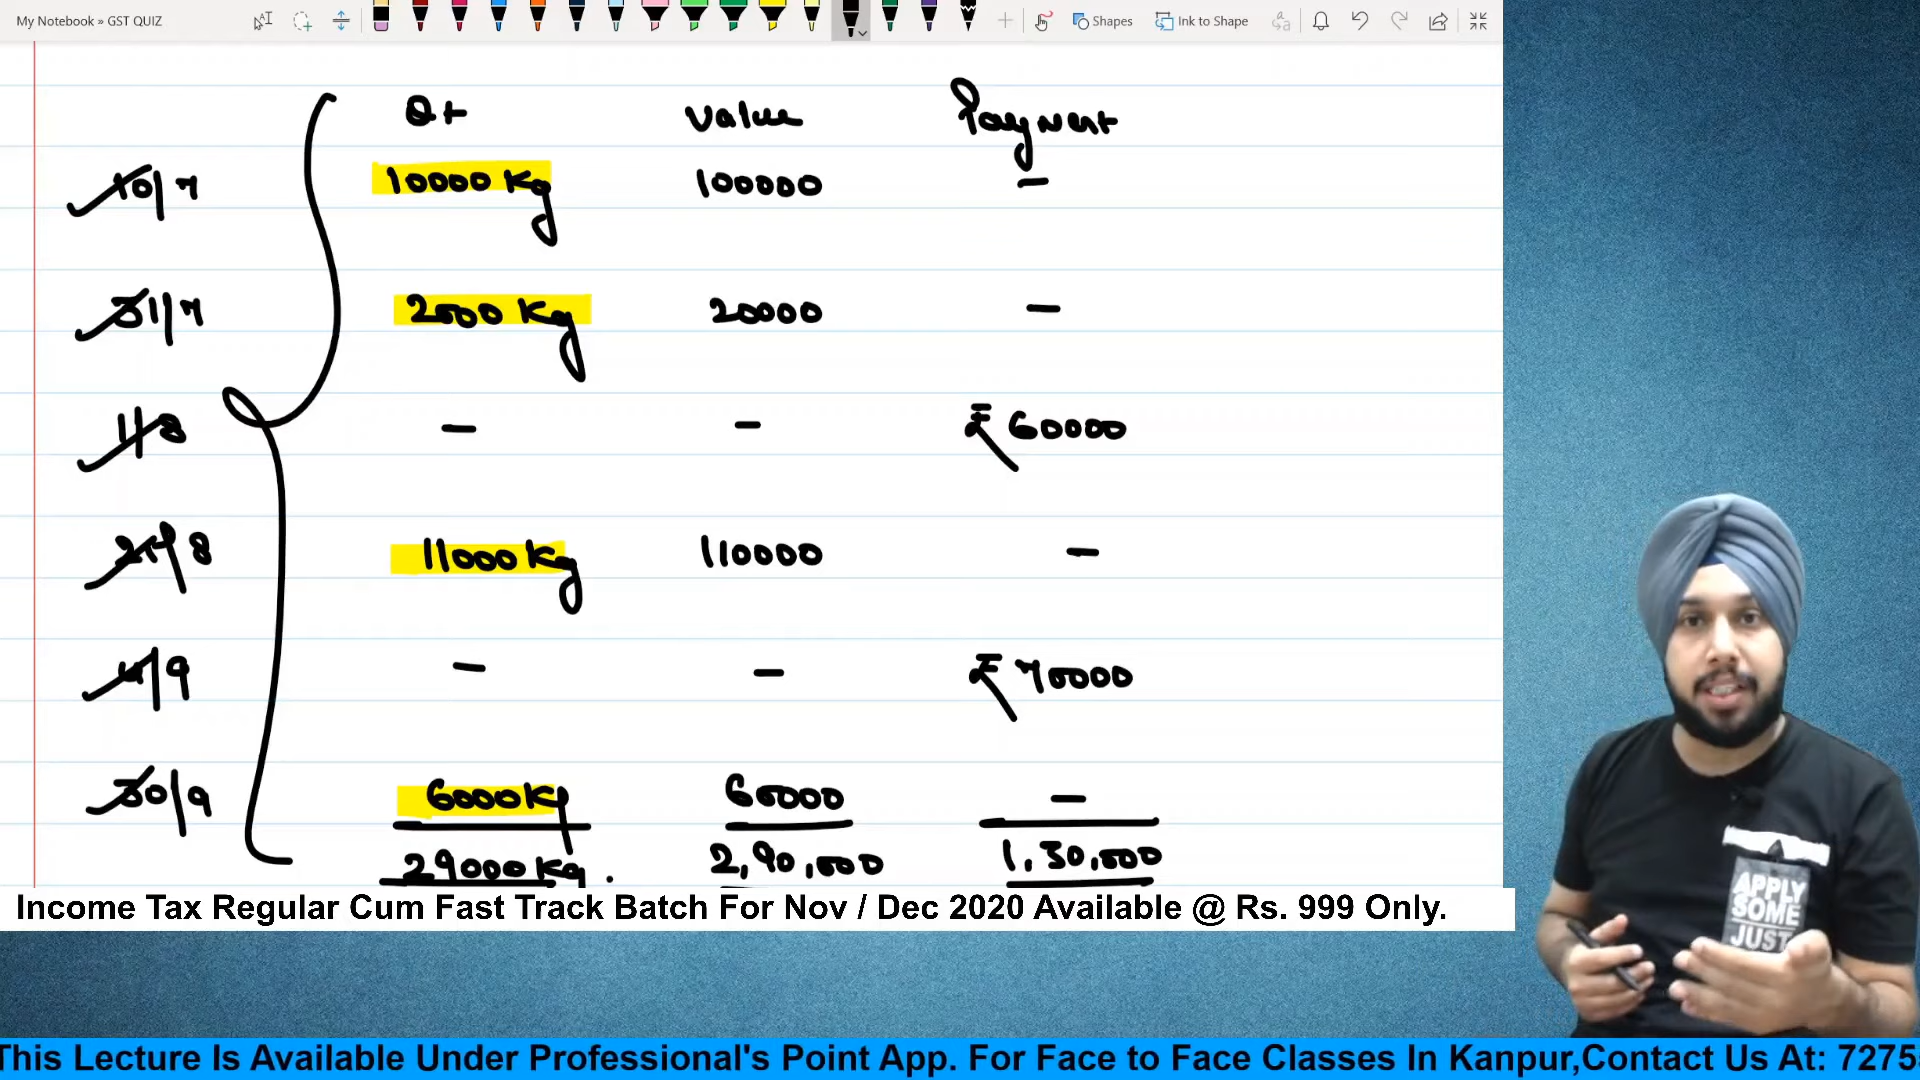 My Notebook » GST QUIZ
Shapes
Ink to Shape
Qt Value Payment
10/7 10000 Kg 100000 –
31/7 2000 Kg 20000 –
1/8 – – ₹ 60000
/8 11000 Kg 110000 –
/9 – – ₹ 70000
30/9 6000 Kg 60000 –
29000 Kg. 2,90,000 1,30,000
APPLY
SOME
JUST
Income Tax Regular Cum Fast Track Batch For Nov / Dec 2020 Available @ Rs. 999 Only.
This Lecture Is Available Under Professional's Point App. For Face to Face Classes In Kanpur,Contact Us At: 7275